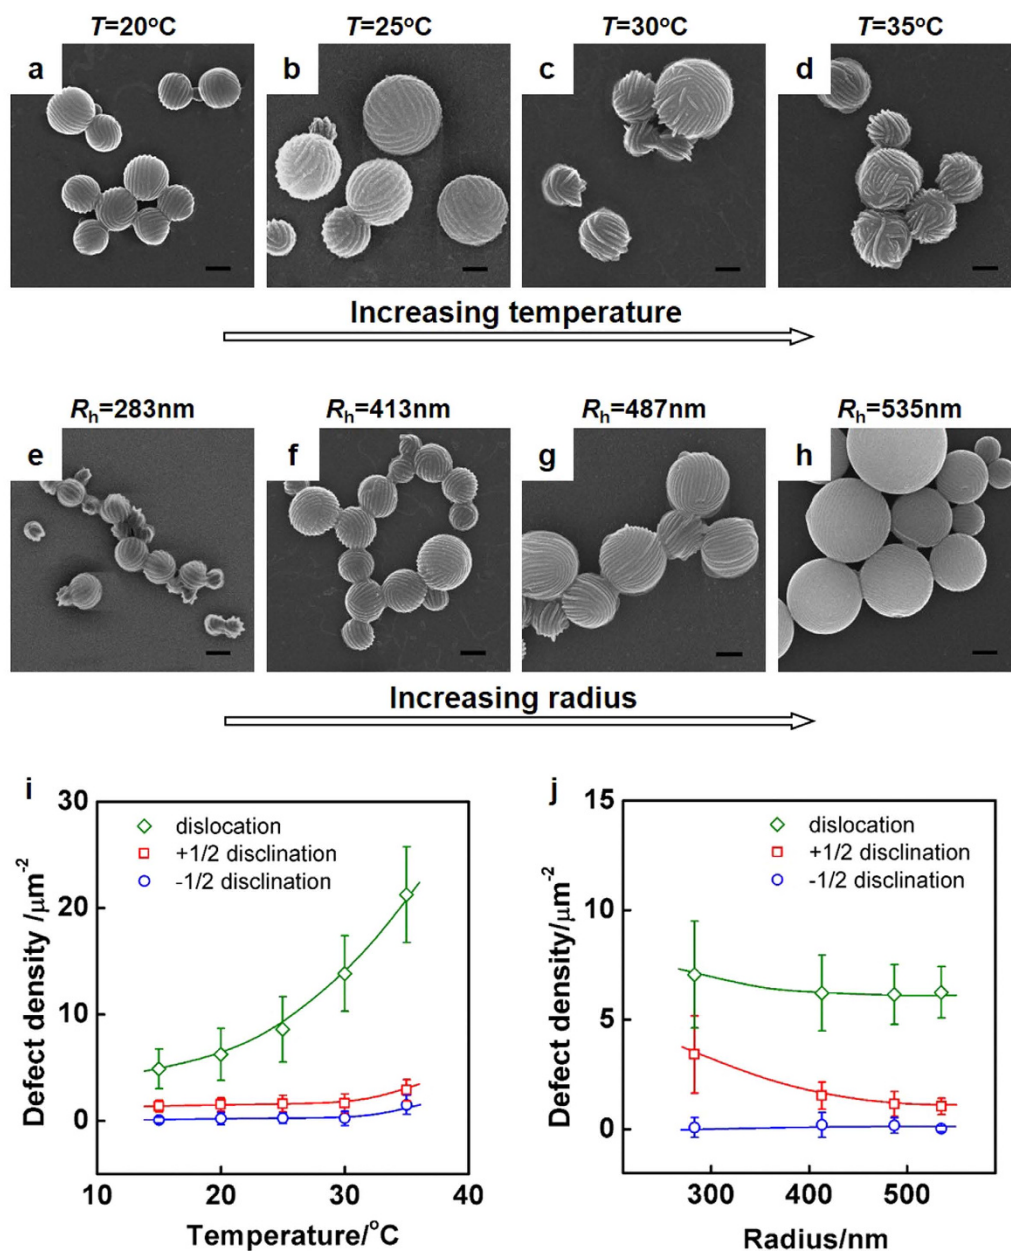 T=20°C T=25°C T=30°C T=35°C
a b c d
Increasing temperature
Rh=283nm Rh=413nm Rh=487nm Rh=535nm
e f g h
Increasing radius
i
30
20
10
0
10 20 30 40
Defect density /μm-2
Temperature/°C
dislocation
+1/2 disclination
-1/2 disclination
j
15
10
5
0
300 400 500
Defect density/μm-2
Radius/nm
dislocation
+1/2 disclination
-1/2 disclination